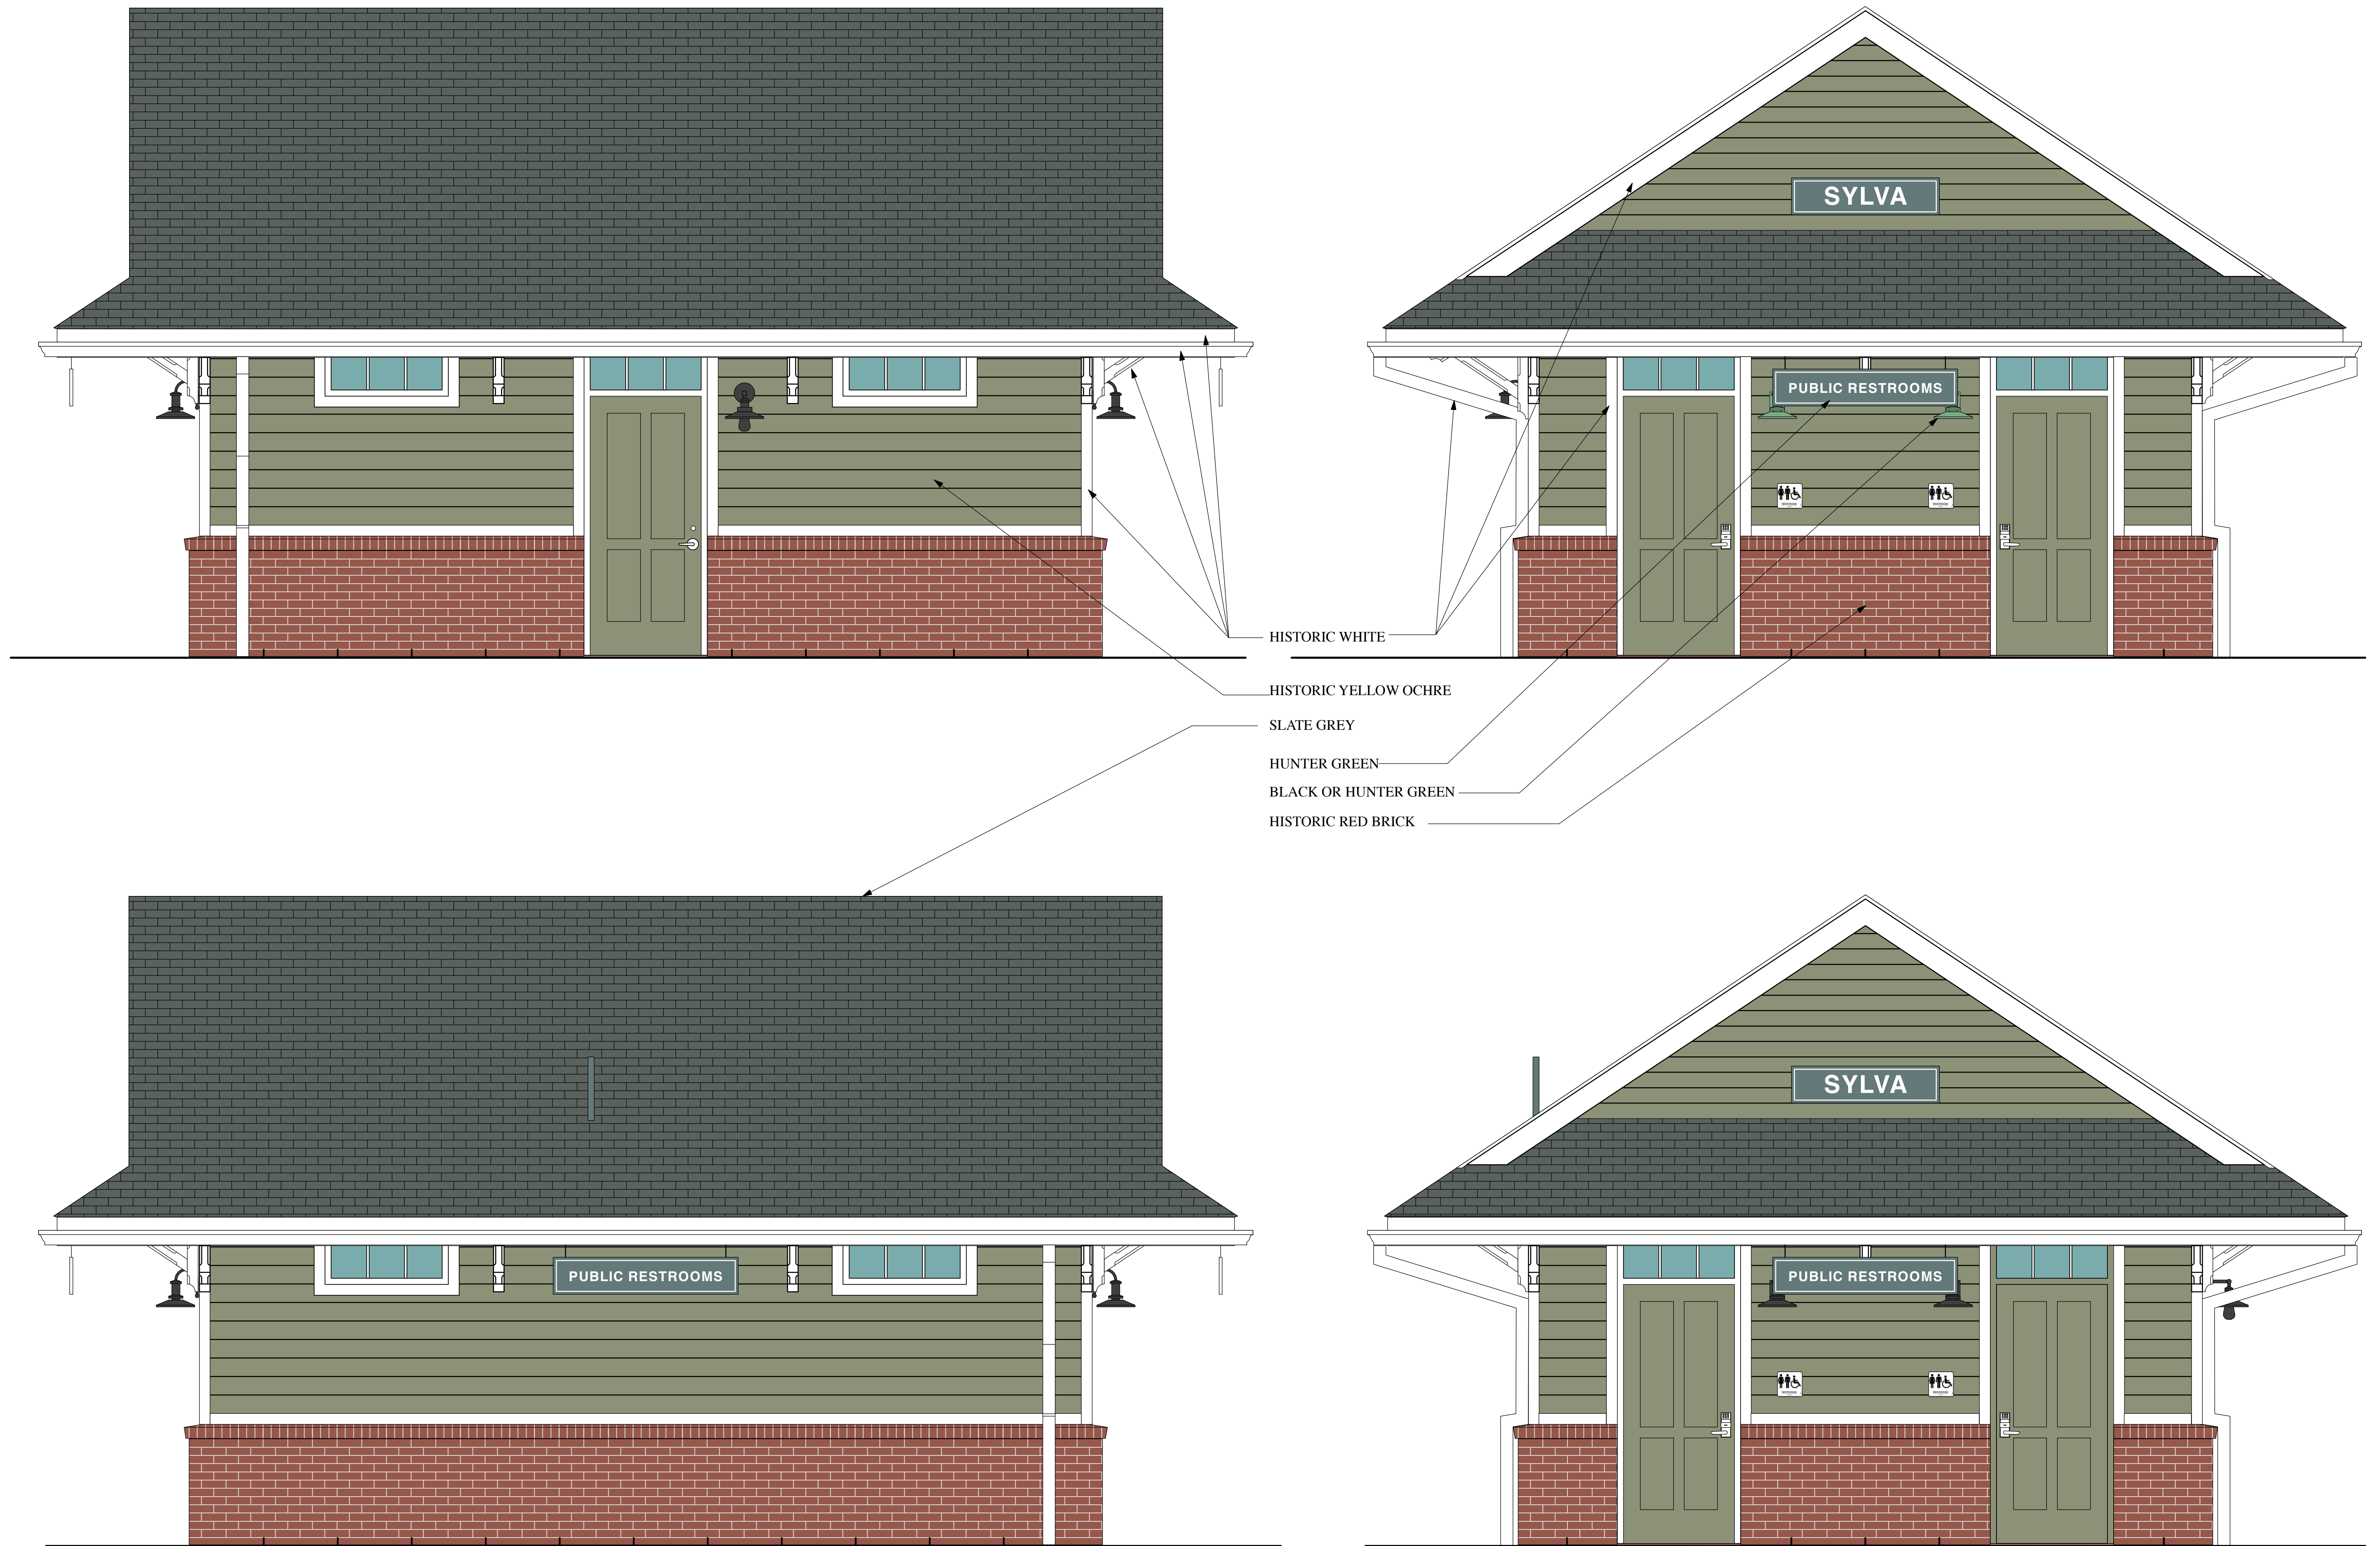 SYLVA
PUBLIC RESTROOMS
HISTORIC WHITE
HISTORIC YELLOW OCHRE
SLATE GREY
HUNTER GREEN
BLACK OR HUNTER GREEN
HISTORIC RED BRICK
SYLVA
PUBLIC RESTROOMS
PUBLIC RESTROOMS